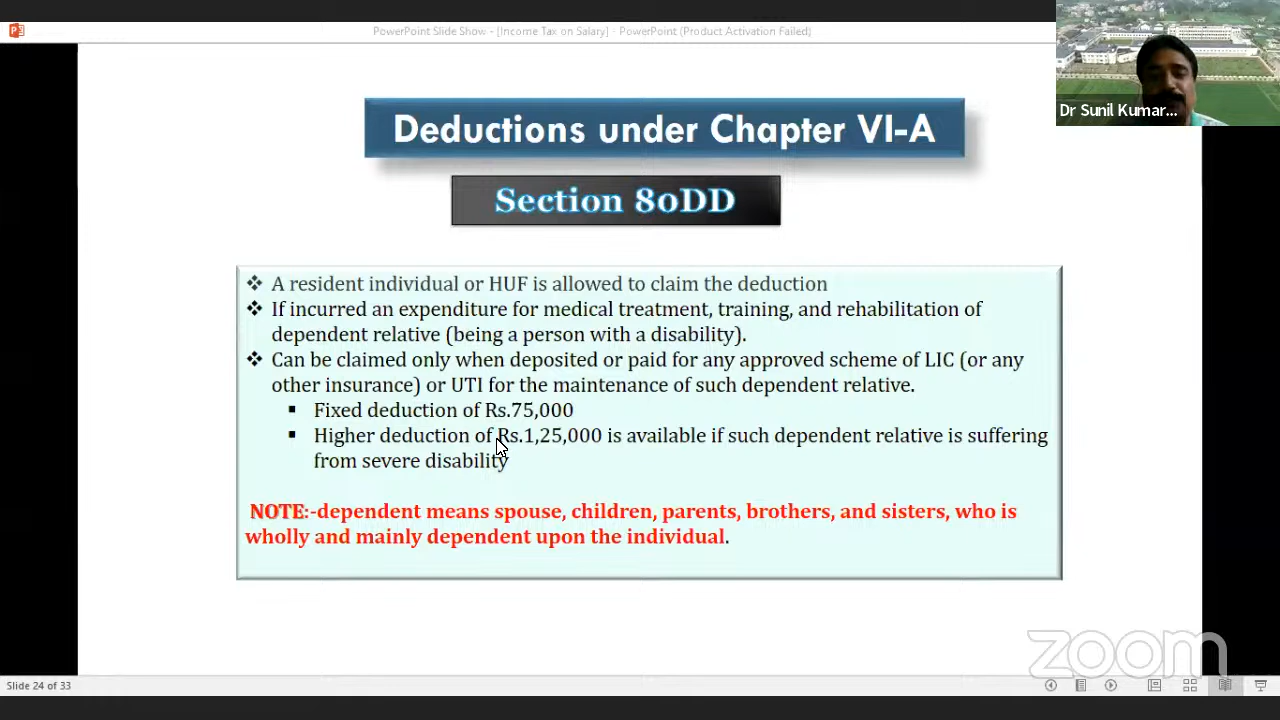 PowerPoint Slide Show - [Income Tax on Salary] - PowerPoint (Product Activation Failed)
Dr Sunil Kumar...
Deductions under Chapter VI-A
Section 80DD
❖ A resident individual or HUF is allowed to claim the deduction
❖ If incurred an expenditure for medical treatment, training, and rehabilitation of
dependent relative (being a person with a disability).
❖ Can be claimed only when deposited or paid for any approved scheme of LIC (or any
other insurance) or UTI for the maintenance of such dependent relative.
▪ Fixed deduction of Rs.75,000
▪ Higher deduction of Rs.1,25,000 is available if such dependent relative is suffering
from severe disability
NOTE:-dependent means spouse, children, parents, brothers, and sisters, who is
wholly and mainly dependent upon the individual.
zoom
Slide 24 of 33